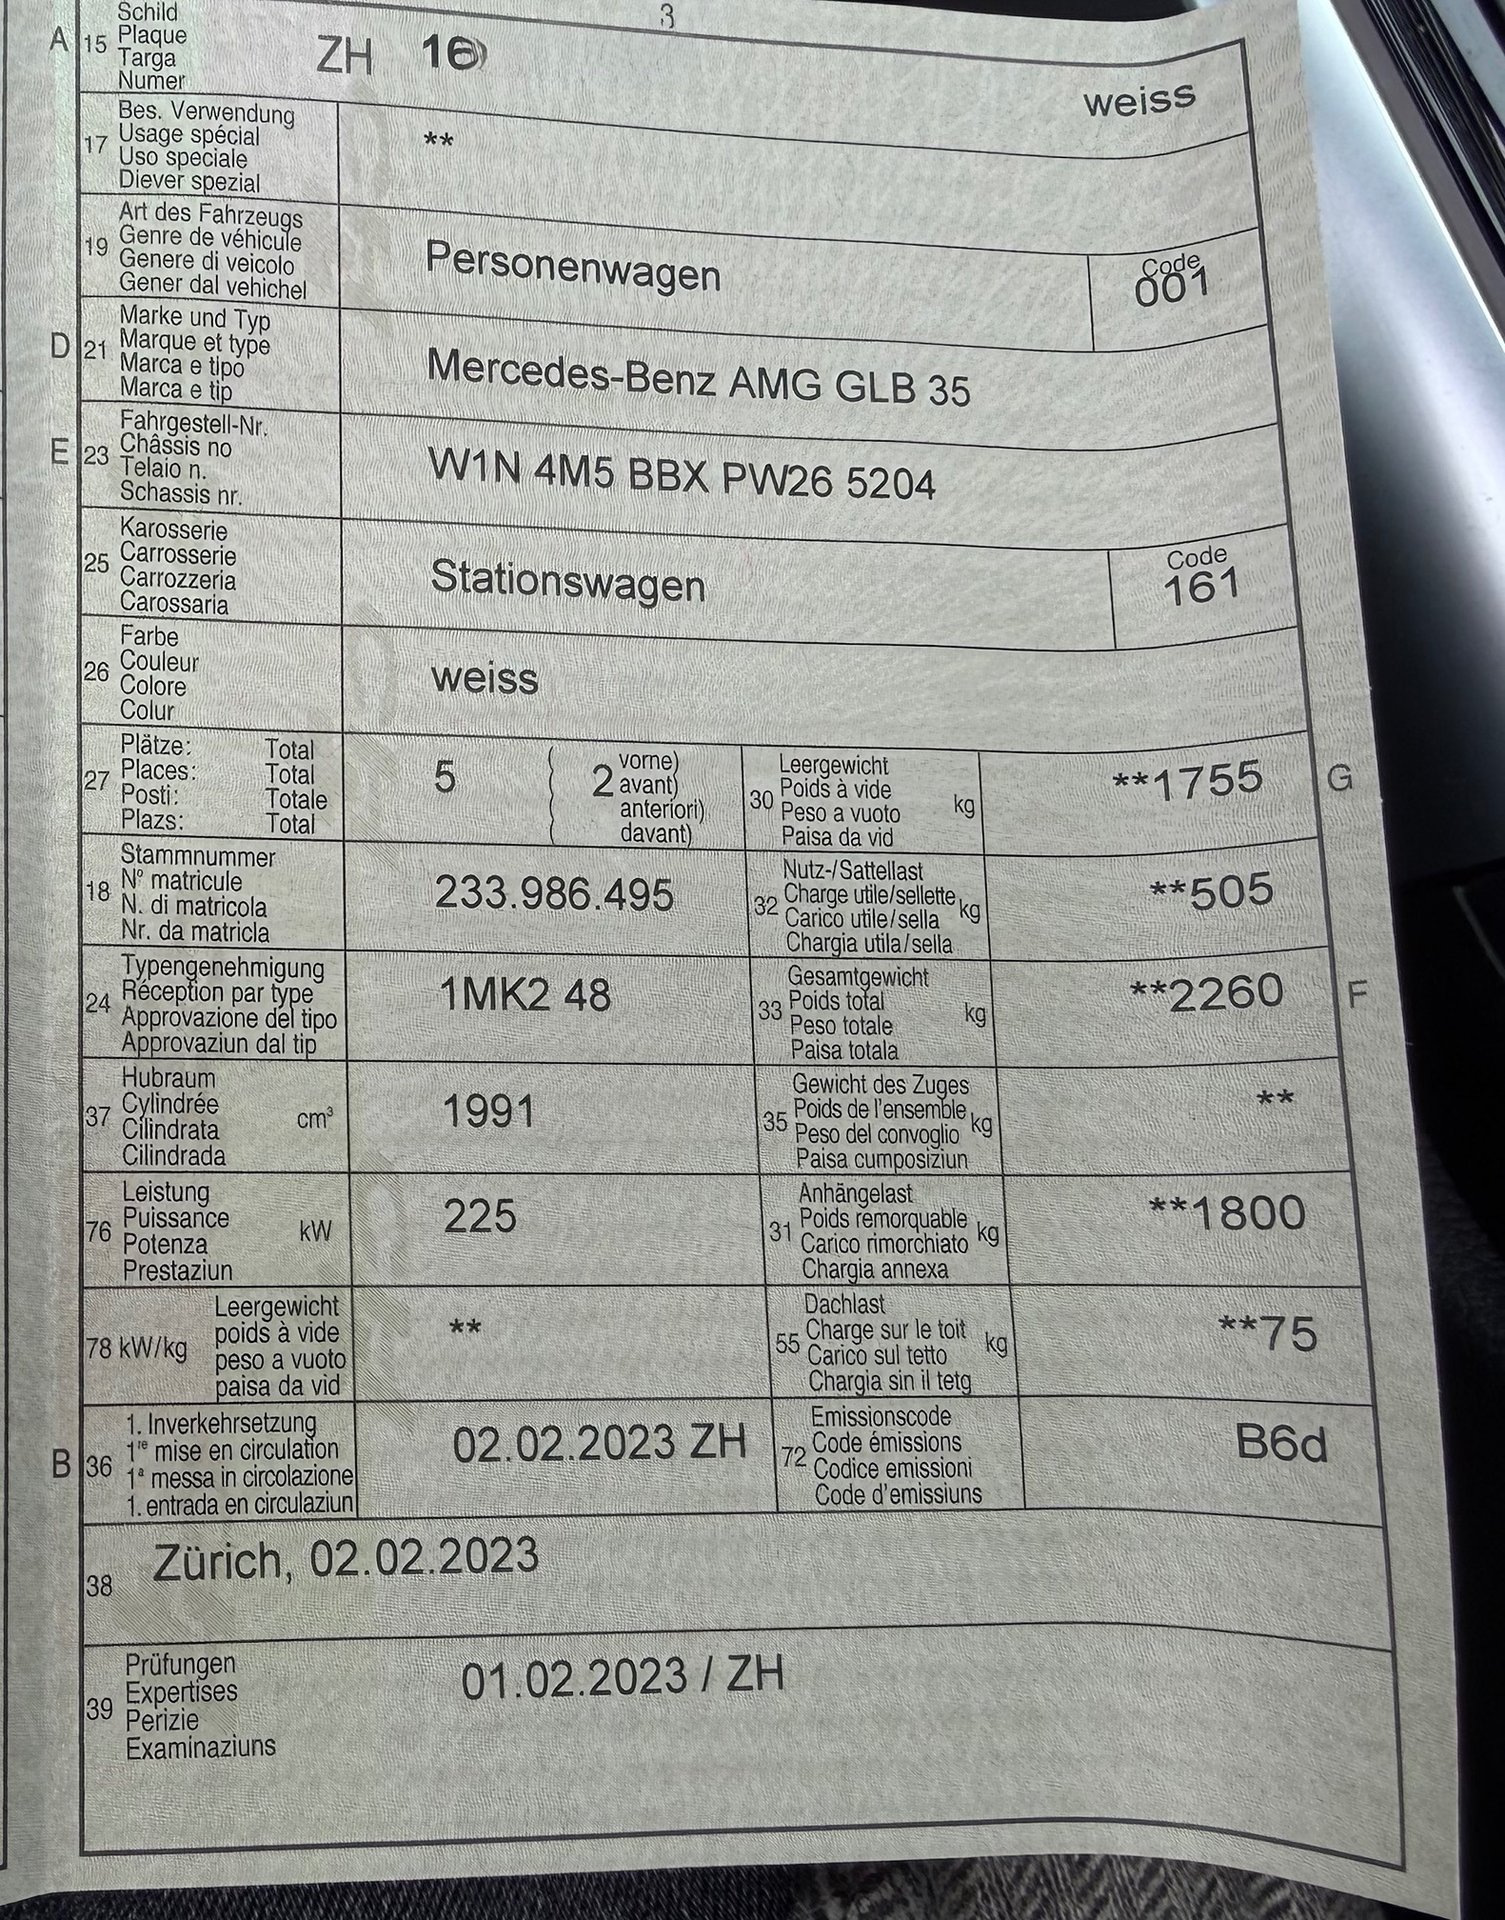 3
A 15 Schild
Plaque
Targa
Numer
ZH 16
weiss
17 Bes. Verwendung
Usage spécial
Uso speciale
Diever spezial
**
19 Art des Fahrzeugs
Genre de véhicule
Genere di veicolo
Gener dal vehichel
Personenwagen
Code
001
D 21 Marke und Typ
Marque et type
Marca e tipo
Marca e tip
Mercedes-Benz AMG GLB 35
E 23 Fahrgestell-Nr.
Châssis no
Telaio n.
Schassis nr.
W1N 4M5 BBX PW26 5204
25 Karosserie
Carrosserie
Carrozzeria
Carossaria
Stationswagen
Code
161
26 Farbe
Couleur
Colore
Colur
weiss
27 Plätze: Total
Places: Total
Posti: Totale
Plazs: Total
5
( 2 vorne)
( avant)
( anteriori)
( davant)
30 Leergewicht
Poids à vide
Peso a vuoto
Paisa da vid
kg
**1755
G
18 Stammnummer
N° matricule
N. di matricola
Nr. da matricla
233.986.495
32 Nutz-/Sattellast
Charge utile/sellette
Carico utile/sella
Chargia utila/sella
kg
**505
24 Typengenehmigung
Réception par type
Approvazione del tipo
Approvaziun dal tip
1MK2 48
33 Gesamtgewicht
Poids total
Peso totale
Paisa totala
kg
**2260
F
37 Hubraum
Cylindrée
Cilindrata
Cilindrada
cm³
1991
35 Gewicht des Zuges
Poids de l'ensemble
Peso del convoglio
Paisa cumposiziun
kg
**
76 Leistung
Puissance
Potenza
Prestaziun
kW
225
31 Anhängelast
Poids remorquable
Carico rimorchiato
Chargia annexa
kg
**1800
78 kW/kg
Leergewicht
poids à vide
peso a vuoto
paisa da vid
**
55 Dachlast
Charge sur le toit
Carico sul tetto
Chargia sin il tetg
kg
**75
B 36 1. Inverkehrsetzung
1re mise en circulation
1a messa in circolazione
1. entrada en circulaziun
02.02.2023 ZH
72 Emissionscode
Code émissions
Codice emissioni
Code d'emissiuns
B6d
38 Zürich, 02.02.2023
39 Prüfungen
Expertises
Perizie
Examinaziuns
01.02.2023 / ZH